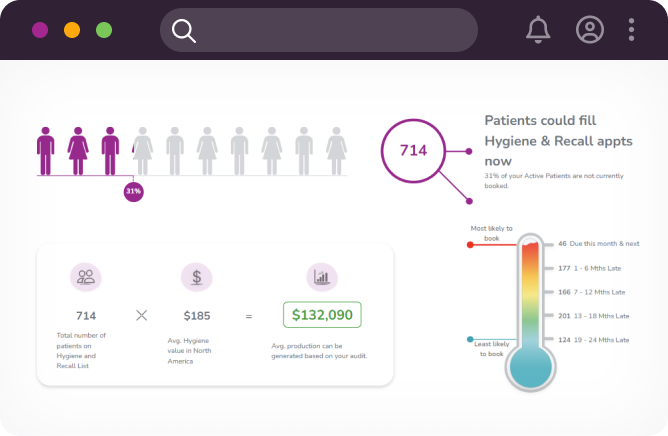 31%
714
Patients could fill
Hygiene & Recall appts
now
31% of your Active Patients are not currently
booked.
714
×
$185
=
$132,090
Total number of
patients on
Hygiene and
Recall List
Avg. Hygiene
value in North
America
Avg. production can be
generated based on your audit.
Most likely to
book
46 Due this month & next
177 1 - 6 Mths Late
166 7 - 12 Mths Late
201 13 - 18 Mths Late
124 19 - 24 Mths Late
Least likely
to book